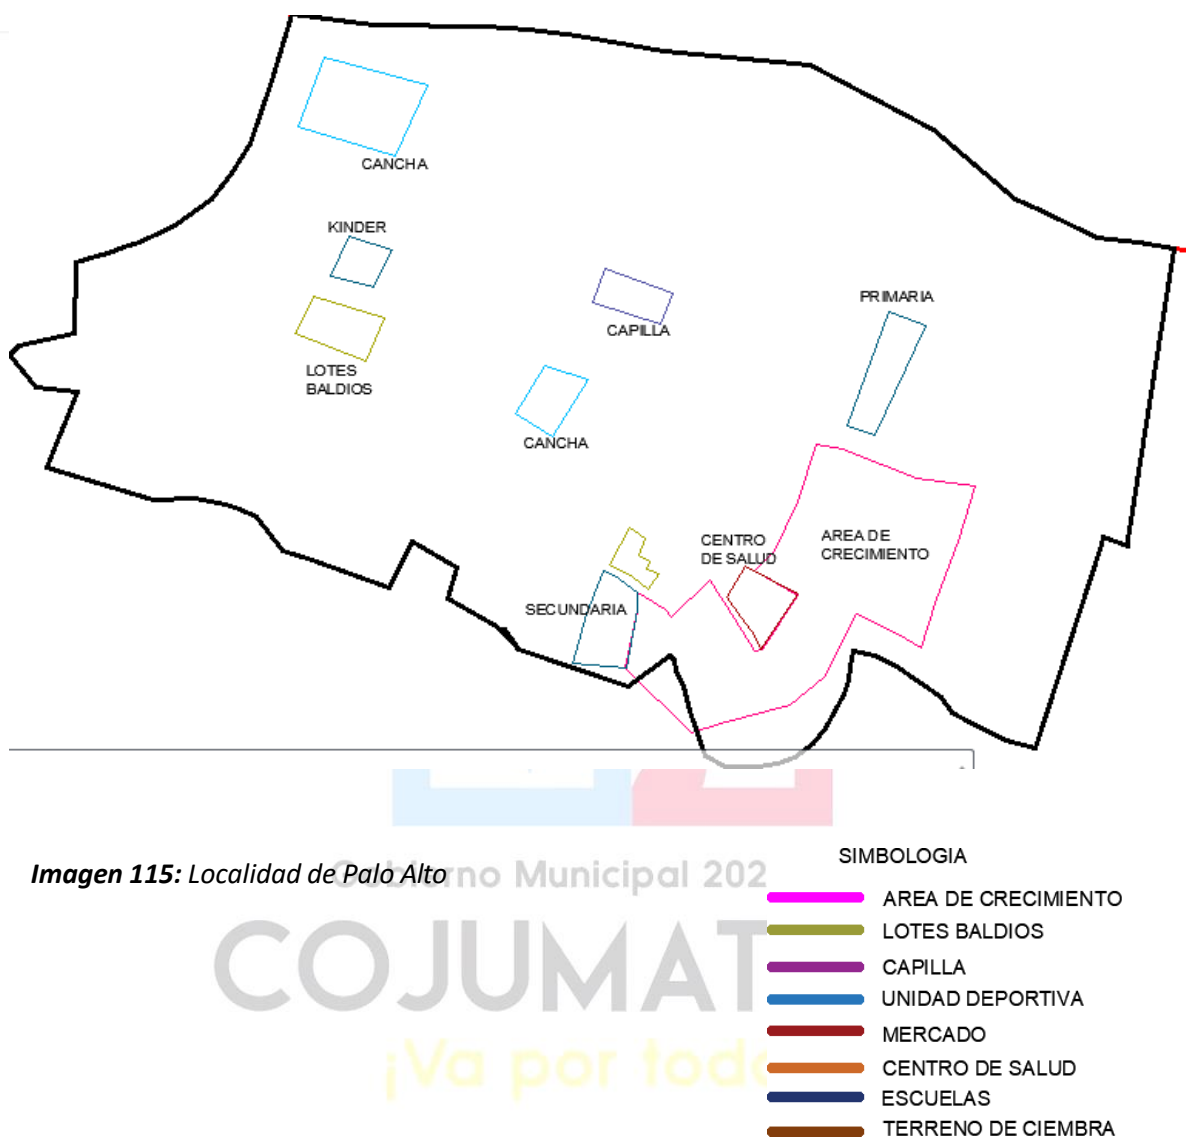 CANCHA
KINDER
LOTES
BALDIOS
CAPILLA
PRIMARIA
CANCHA
CENTRO
DE SALUD
AREA DE
CRECIMIENTO
SECUNDARIA
Imagen 115: Localidad de Palo Alto
Gobierno Municipal 202
COJUMAT
¡Va por todo
SIMBOLOGIA
AREA DE CRECIMIENTO
LOTES BALDIOS
CAPILLA
UNIDAD DEPORTIVA
MERCADO
CENTRO DE SALUD
ESCUELAS
TERRENO DE CIEMBRA